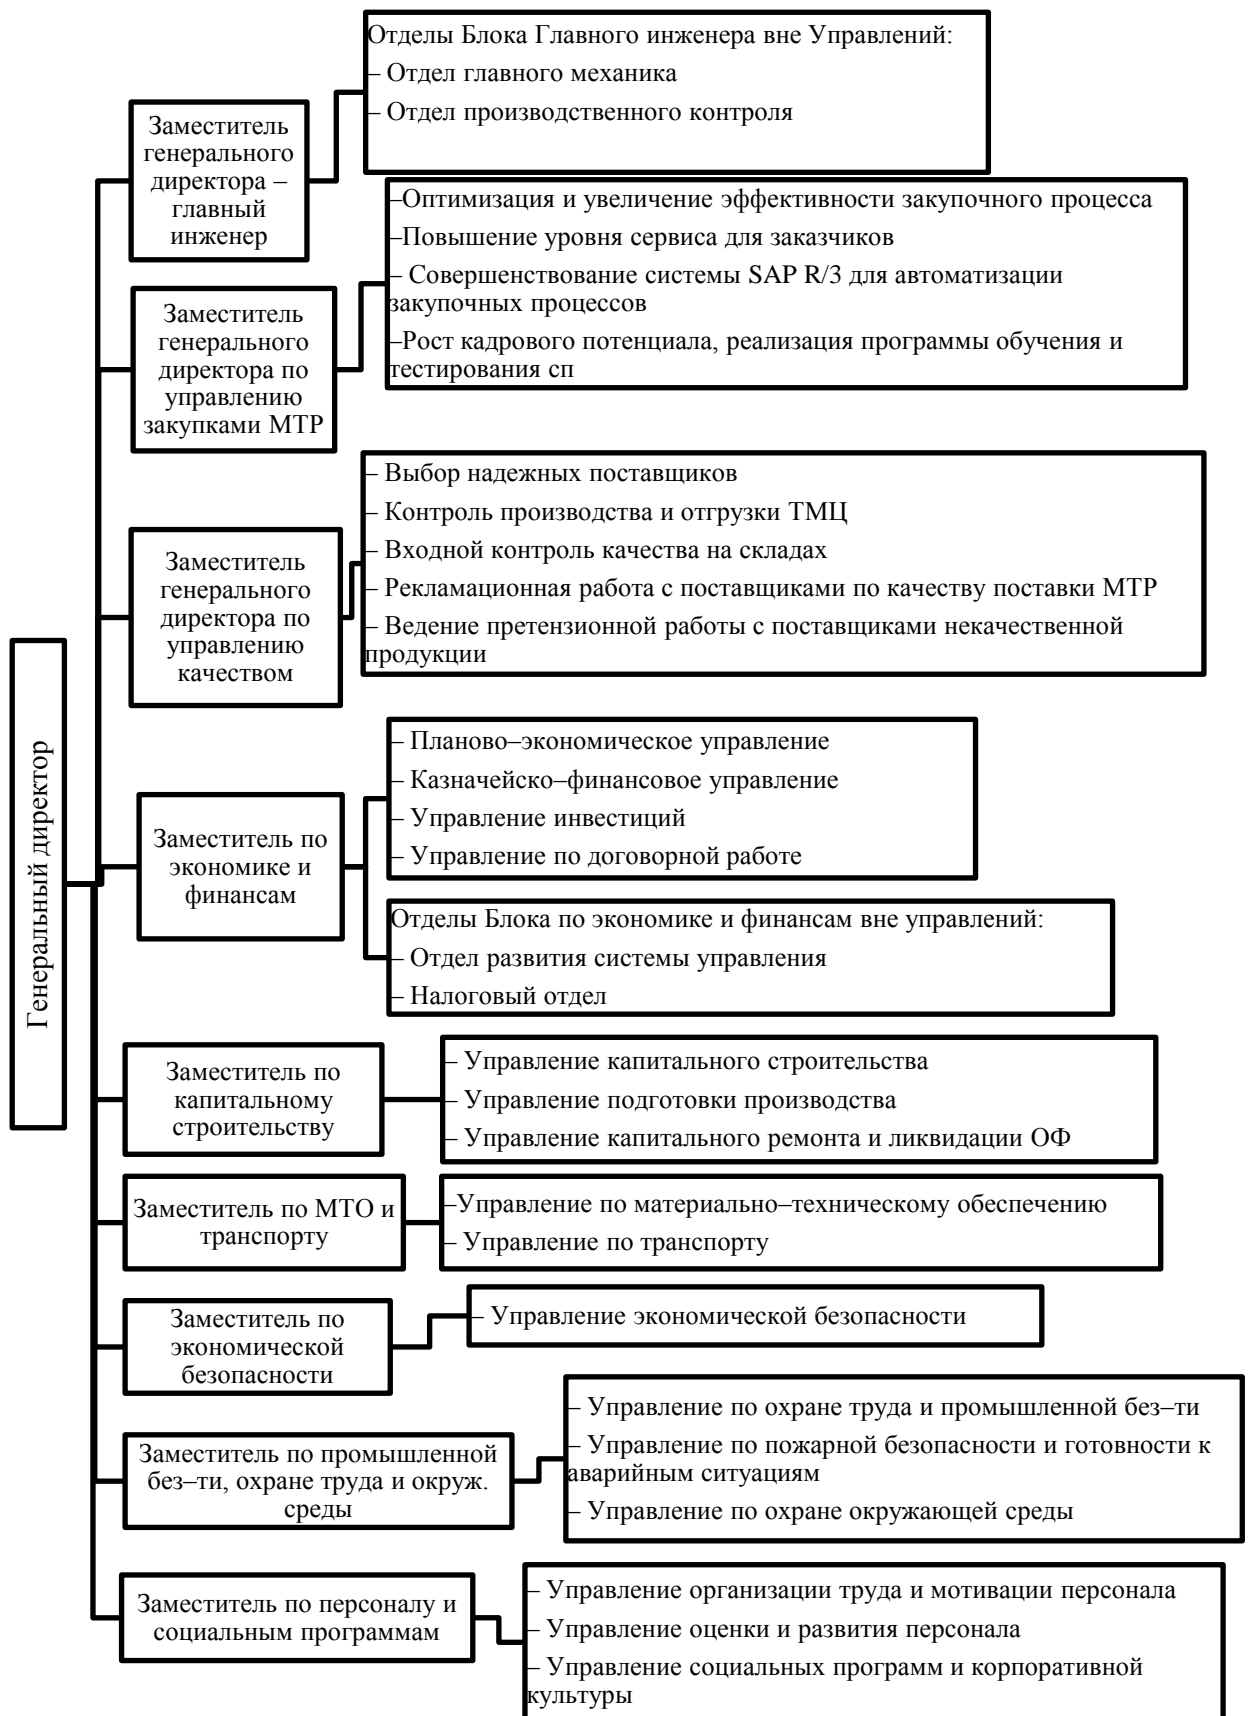 Генеральный директор
Заместитель
генерального
директора –
главный
инженер
Отделы Блока Главного инженера вне Управлений:
– Отдел главного механика
– Отдел производственного контроля
Заместитель
генерального
директора по
управлению
закупками МТР
–Оптимизация и увеличение эффективности закупочного процесса
–Повышение уровня сервиса для заказчиков
– Совершенствование системы SAP R/3 для автоматизации
закупочных процессов
–Рост кадрового потенциала, реализация программы обучения и
тестирования сп
Заместитель
генерального
директора по
управлению
качеством
– Выбор надежных поставщиков
– Контроль производства и отгрузки ТМЦ
– Входной контроль качества на складах
– Рекламационная работа с поставщиками по качеству поставки МТР
– Ведение претензионной работы с поставщиками некачественной
продукции
Заместитель по
экономике и
финансам
– Планово–экономическое управление
– Казначейско–финансовое управление
– Управление инвестиций
– Управление по договорной работе
Отделы Блока по экономике и финансам вне управлений:
– Отдел развития системы управления
– Налоговый отдел
Заместитель по
капитальному
строительству
– Управление капитального строительства
– Управление подготовки производства
– Управление капитального ремонта и ликвидации ОФ
Заместитель по МТО и
транспорту
–Управление по материально–техническому обеспечению
– Управление по транспорту
Заместитель по
экономической
безопасности
– Управление экономической безопасности
Заместитель по промышленной
без–ти, охране труда и окруж.
среды
– Управление по охране труда и промышленной без–ти
– Управление по пожарной безопасности и готовности к
аварийным ситуациям
– Управление по охране окружающей среды
Заместитель по персоналу и
социальным программам
– Управление организации труда и мотивации персонала
– Управление оценки и развития персонала
– Управление социальных программ и корпоративной
культуры